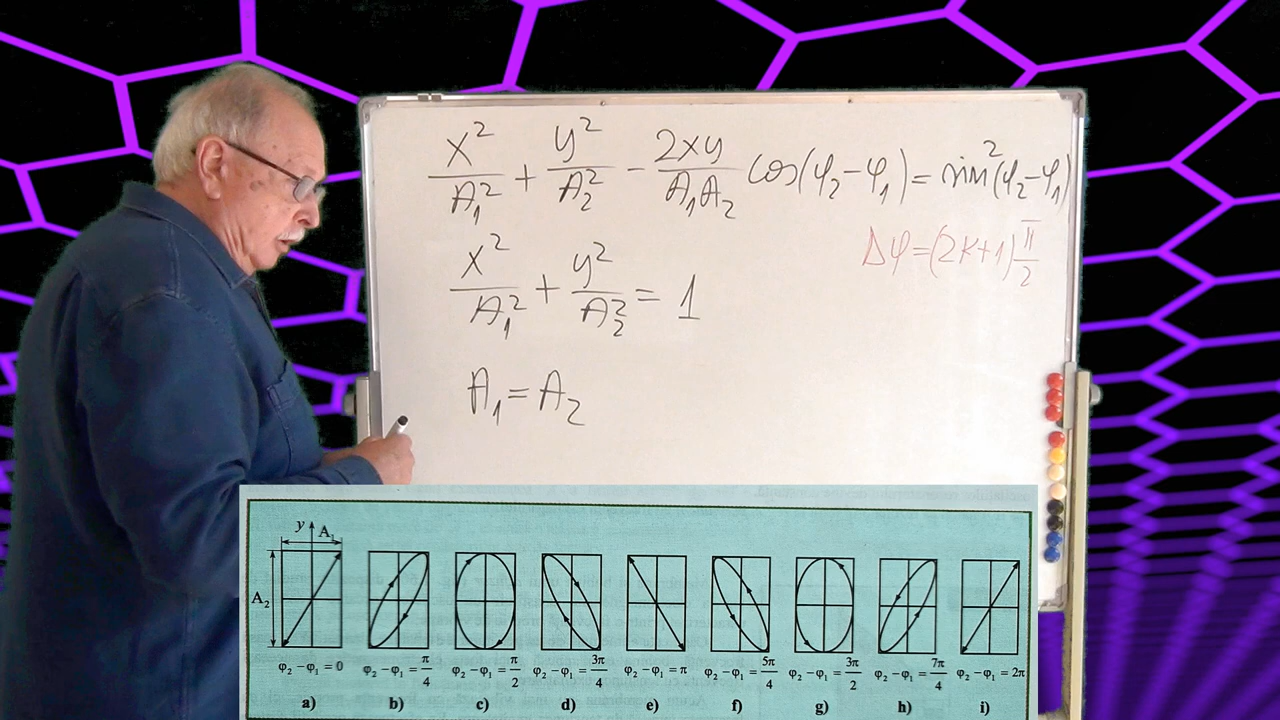 x²/A₁² + y²/A₂² − 2xy/A₁A₂ cos(φ₂−φ₁) = sin²(φ₂−φ₁)
Δφ=(2k+1)π/2
x²/A₁² + y²/A₂² = 1
A₁ = A₂
y A₁
A₂
φ₂ − φ₁ = 0 φ₂ − φ₁ = π/4 φ₂ − φ₁ = π/2 φ₂ − φ₁ = 3π/4 φ₂ − φ₁ = π φ₂ − φ₁ = 5π/4 φ₂ − φ₁ = 3π/2 φ₂ − φ₁ = 7π/4 φ₂ − φ₁ = 2π
a) b) c) d) e) f) g) h) i)